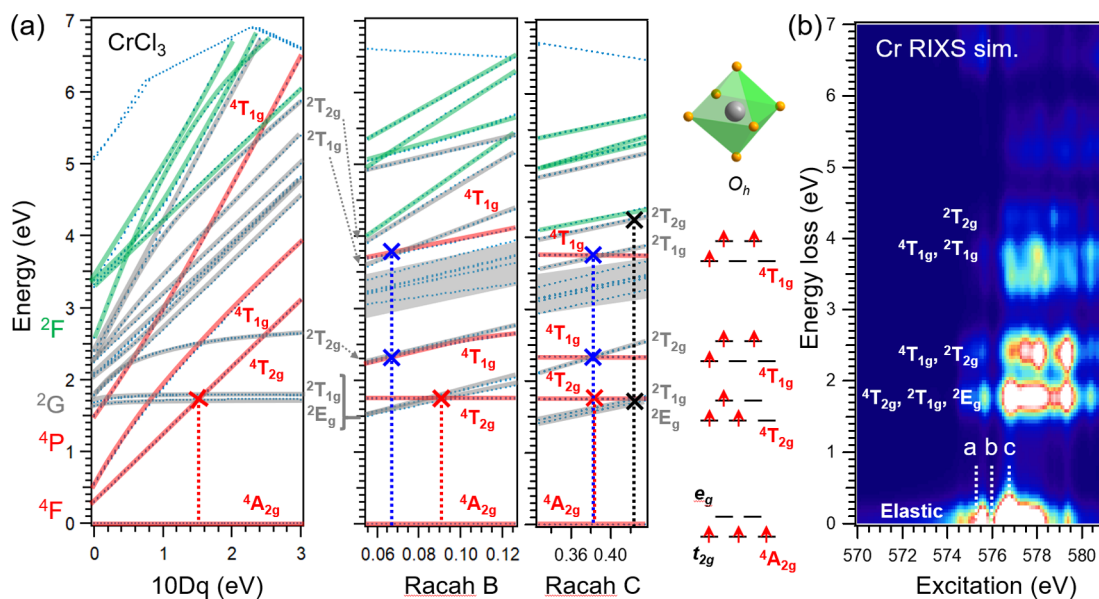 (a)
CrCl3
Energy (eV)
7
6
5
4
3
2
1
0
2F
2G
4P
4F
4T1g
4T1g
4T2g
4A2g
0
1
2
3
10Dq (eV)
2T2g
2T1g
2T2g
2T1g
2Eg
4T1g
4T1g
4T2g
4A2g
0.06
0.08
0.10
0.12
Racah B
4T1g
4T1g
4T2g
4A2g
0.36
0.40
Racah C
2T2g
2T1g
2T2g
2T1g
2Eg
Oh
4T1g
4T1g
4T2g
eg
t2g
4A2g
(b)
Cr RIXS sim.
Energy loss (eV)
7
6
5
4
3
2
1
0
2T2g
4T1g, 2T1g
4T1g, 2T2g
4T2g, 2T1g, 2Eg
a b c
Elastic
570
572
574
576
578
580
Excitation (eV)